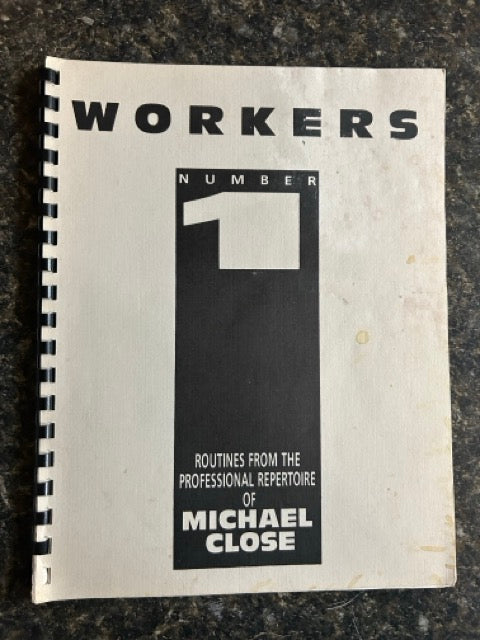 WORKERS
NUMBER
1
ROUTINES FROM THE
PROFESSIONAL REPERTOIRE
OF
MICHAEL
CLOSE